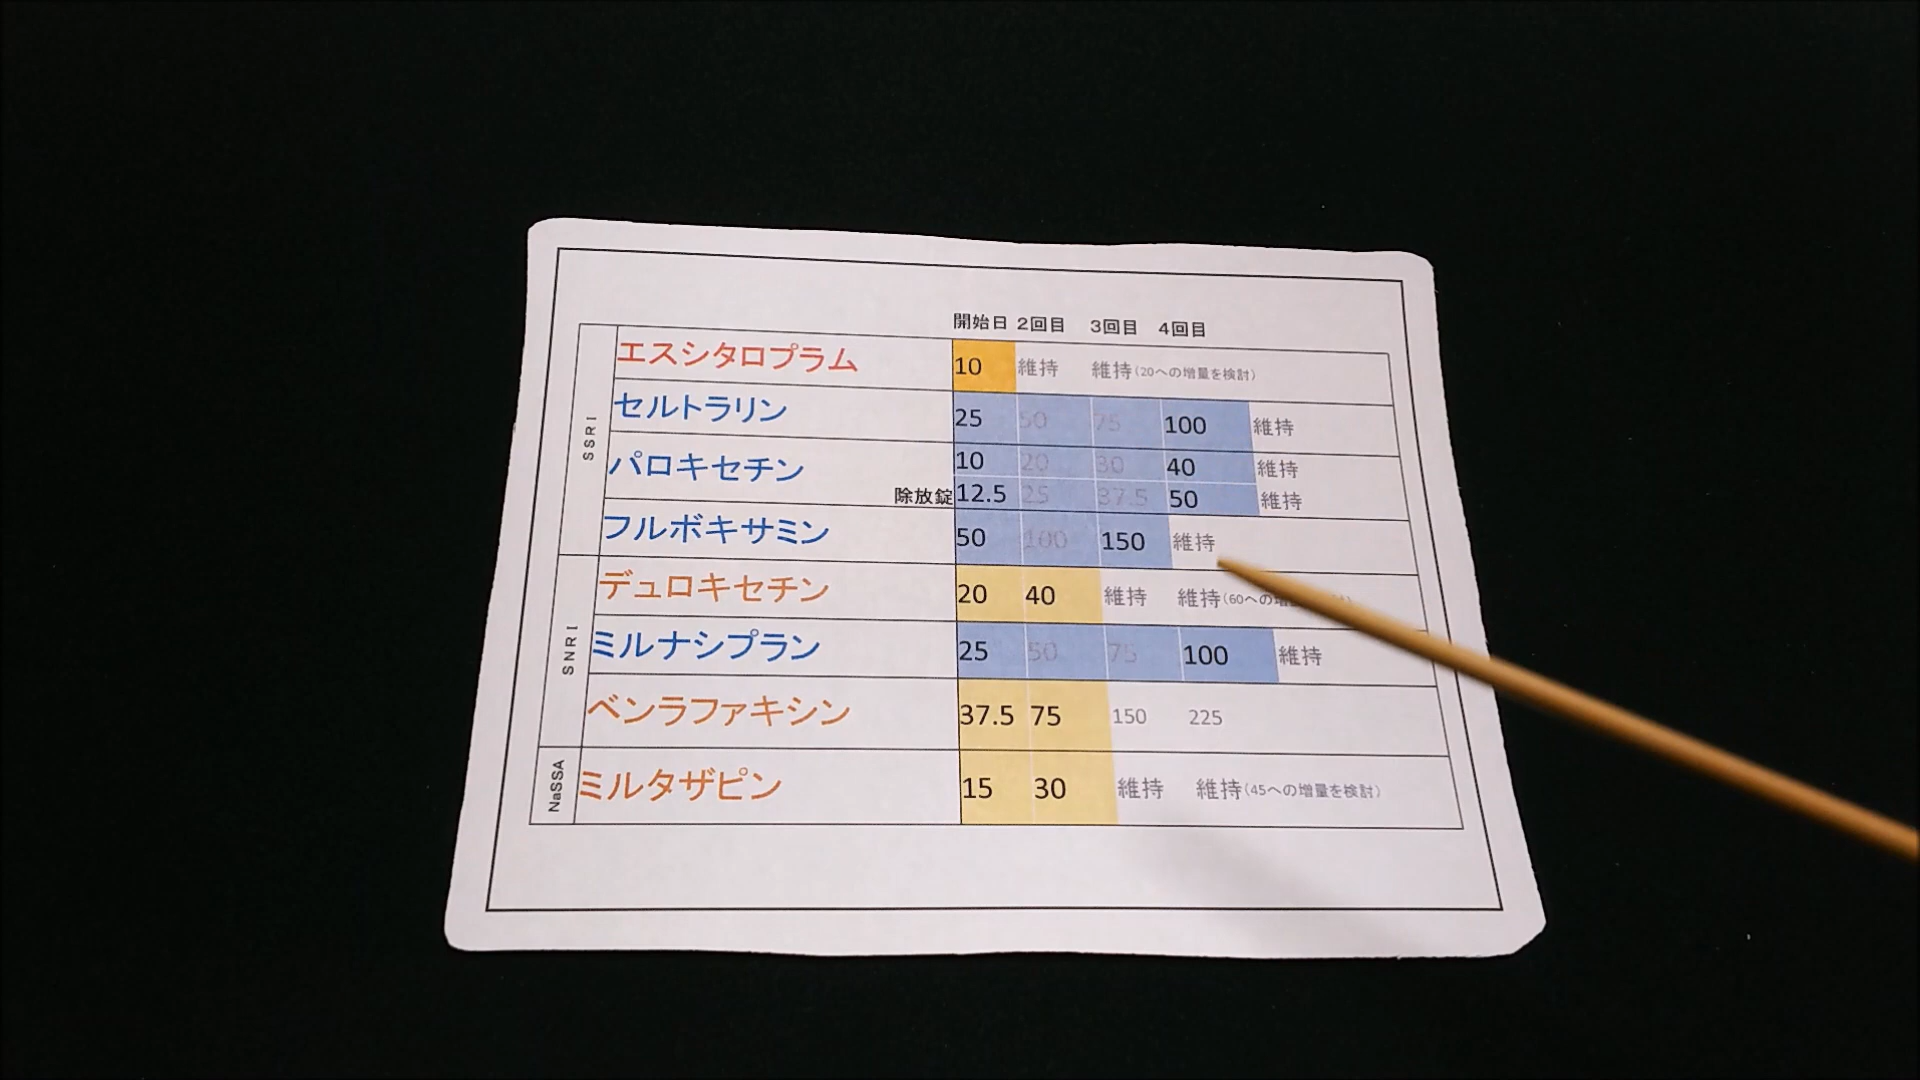 開始日 2回目 3回目 4回目
SSRI
エスシタロプラム 10 維持 維持(20への増量を検討)
セルトラリン 25 50 75 100 維持
パロキセチン 10 20 30 40 維持
除放錠 12.5 25 37.5 50 維持
フルボキサミン 50 100 150 維持
SNRI
デュロキセチン 20 40 維持 維持(60への
ミルナシプラン 25 50 75 100 維持
ベンラファキシン 37.5 75 150 225
NaSSA
ミルタザピン 15 30 維持 維持(45への増量を検討)